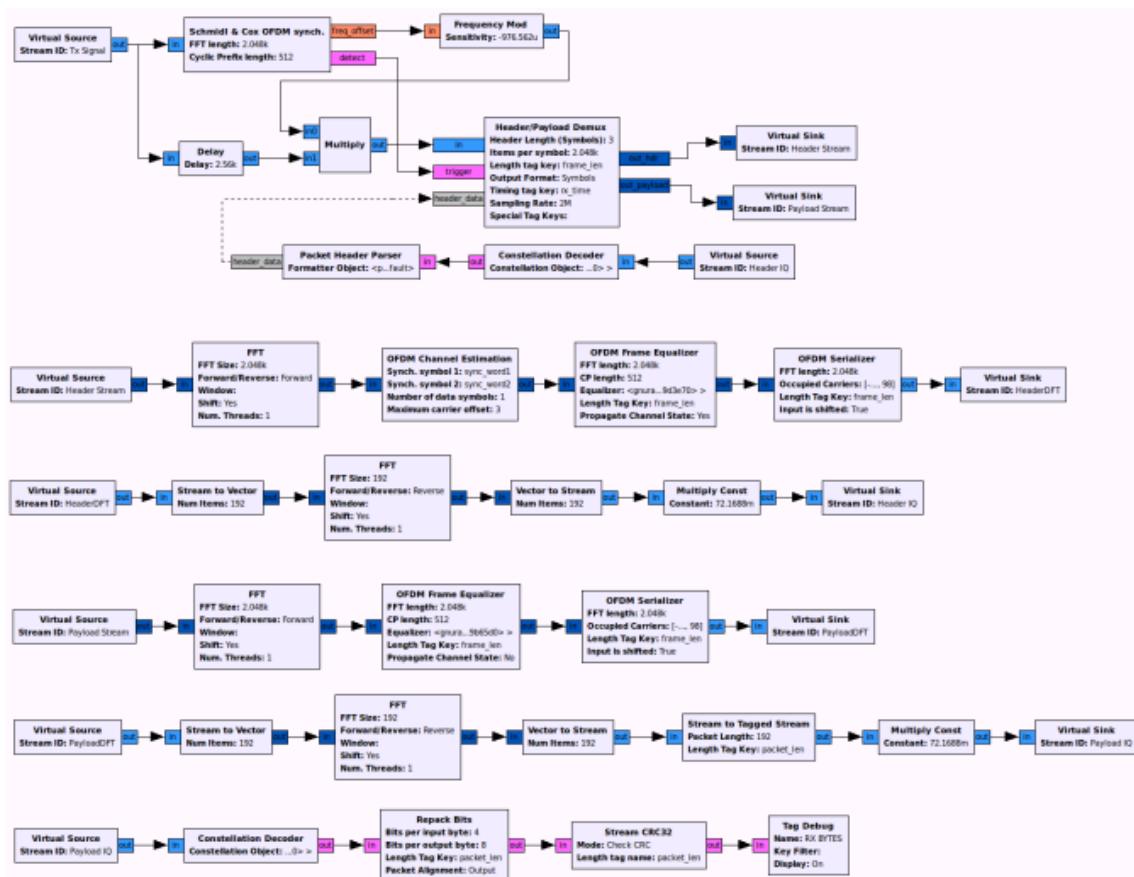 Virtual Source
Stream ID: Tx Signal
out
in
Schmidl & Cox OFDM synch.
FFT length: 2.048k
Cyclic Prefix length: 512
freq_offset
detect
in
Frequency Mod
Sensitivity: -976.562u
out
in
Delay
Delay: 2.56k
out
in0
in1
Multiply
out
in
trigger
header_data
Header/Payload Demux
Header Length (Symbols): 3
Items per symbol: 2.048k
Length tag key: frame_len
Output Format: Symbols
Timing tag key: rx_time
Sampling Rate: 2M
Special Tag Keys:
out_hdr
out_payload
in
Virtual Sink
Stream ID: Header Stream
in
Virtual Sink
Stream ID: Payload Stream
header_data
Packet Header Parser
Formatter Object: <p...fault>
in
out
Constellation Decoder
Constellation Object: ...0> >
in
out
Virtual Source
Stream ID: Header IQ
Virtual Source
Stream ID: Header Stream
out
in
FFT
FFT Size: 2.048k
Forward/Reverse: Forward
Window:
Shift: Yes
Num. Threads: 1
out
in
OFDM Channel Estimation
Synch. symbol 1: sync_word1
Synch. symbol 2: sync_word2
Number of data symbols: 1
Maximum carrier offset: 3
out
in
OFDM Frame Equalizer
FFT length: 2.048k
CP length: 512
Equalizer: <gnura...9d3e70> >
Length Tag Key: frame_len
Propagate Channel State: Yes
out
in
OFDM Serializer
FFT length: 2.048k
Occupied Carriers: [-..., 98]
Length Tag Key: frame_len
Input is shifted: True
out
in
Virtual Sink
Stream ID: HeaderDFT
Virtual Source
Stream ID: HeaderDFT
out
in
Stream to Vector
Num Items: 192
out
in
FFT
FFT Size: 192
Forward/Reverse: Reverse
Window:
Shift: Yes
Num. Threads: 1
out
in
Vector to Stream
Num Items: 192
out
in
Multiply Const
Constant: 72.1688m
out
in
Virtual Sink
Stream ID: Header IQ
Virtual Source
Stream ID: Payload Stream
out
in
FFT
FFT Size: 2.048k
Forward/Reverse: Forward
Window:
Shift: Yes
Num. Threads: 1
out
in
OFDM Frame Equalizer
FFT length: 2.048k
CP length: 512
Equalizer: <gnura...9b65d0> >
Length Tag Key: frame_len
Propagate Channel State: No
out
in
OFDM Serializer
FFT length: 2.048k
Occupied Carriers: [-..., 98]
Length Tag Key: frame_len
Input is shifted: True
out
in
Virtual Sink
Stream ID: PayloadDFT
Virtual Source
Stream ID: PayloadDFT
out
in
Stream to Vector
Num Items: 192
out
in
FFT
FFT Size: 192
Forward/Reverse: Reverse
Window:
Shift: Yes
Num. Threads: 1
out
in
Vector to Stream
Num Items: 192
out
in
Stream to Tagged Stream
Packet Length: 192
Length Tag Key: packet_len
out
in
Multiply Const
Constant: 72.1688m
out
in
Virtual Sink
Stream ID: Payload IQ
Virtual Source
Stream ID: Payload IQ
out
in
Constellation Decoder
Constellation Object: ...0> >
out
in
Repack Bits
Bits per input byte: 4
Bits per output byte: 8
Length Tag Key: packet_len
Packet Alignment: Output
out
in
Stream CRC32
Mode: Check CRC
Length tag name: packet_len
out
in
Tag Debug
Name: RX BYTES
Key Filter:
Display: On